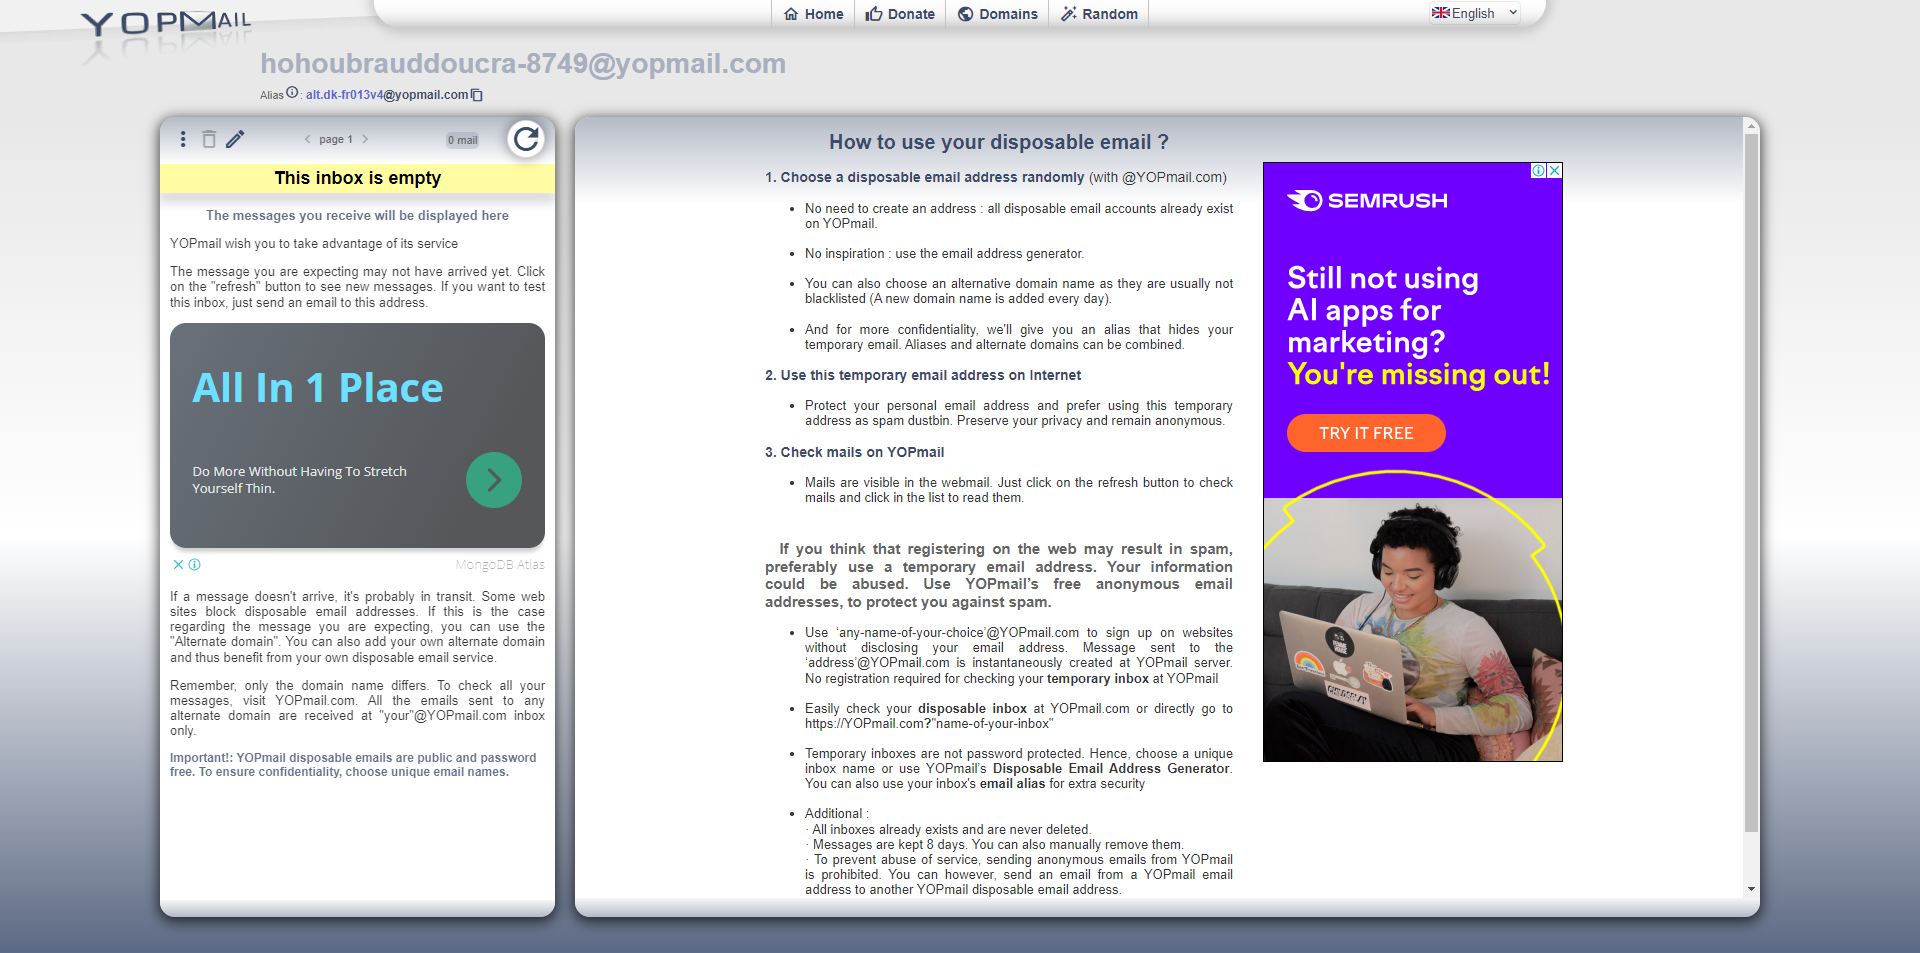 YOPMAIL
Home
Donate
Domains
Random
English
hohoubrauddoucra-8749@yopmail.com
Alias : alt.dk-fr013v4@yopmail.com
page 1
0 mail
This inbox is empty
The messages you receive will be displayed here
YOPmail wish you to take advantage of its service
The message you are expecting may not have arrived yet. Click
on the "refresh" button to see new messages. If you want to test
this inbox, just send an email to this address.
All In 1 Place
Do More Without Having To Stretch
Yourself Thin.
MongoDB Atlas
If a message doesn't arrive, it's probably in transit. Some web
sites block disposable email addresses. If this is the case
regarding the message you are expecting, you can use the
"Alternate domain". You can also add your own alternate domain
and thus benefit from your own disposable email service.
Remember, only the domain name differs. To check all your
messages, visit YOPmail.com. All the emails sent to any
alternate domain are received at "your"@YOPmail.com inbox
only.
Important!: YOPmail disposable emails are public and password
free. To ensure confidentiality, choose unique email names.
How to use your disposable email ?
1. Choose a disposable email address randomly (with @YOPmail.com)
• No need to create an address : all disposable email accounts already exist
on YOPmail.
• No inspiration : use the email address generator.
• You can also choose an alternative domain name as they are usually not
blacklisted (A new domain name is added every day).
• And for more confidentiality, we'll give you an alias that hides your
temporary email. Aliases and alternate domains can be combined.
2. Use this temporary email address on Internet
• Protect your personal email address and prefer using this temporary
address as spam dustbin. Preserve your privacy and remain anonymous.
3. Check mails on YOPmail
• Mails are visible in the webmail. Just click on the refresh button to check
mails and click in the list to read them.
If you think that registering on the web may result in spam,
preferably use a temporary email address. Your information
could be abused. Use YOPmail's free anonymous email
addresses, to protect you against spam.
• Use ‘any-name-of-your-choice’@YOPmail.com to sign up on websites
without disclosing your email address. Message sent to the
‘address’@YOPmail.com is instantaneously created at YOPmail server.
No registration required for checking your temporary inbox at YOPmail
• Easily check your disposable inbox at YOPmail.com or directly go to
https://YOPmail.com?"name-of-your-inbox"
• Temporary inboxes are not password protected. Hence, choose a unique
inbox name or use YOPmail's Disposable Email Address Generator.
You can also use your inbox's email alias for extra security
• Additional :
· All inboxes already exists and are never deleted.
· Messages are kept 8 days. You can also manually remove them.
· To prevent abuse of service, sending anonymous emails from YOPmail
is prohibited. You can however, send an email from a YOPmail email
address to another YOPmail disposable email address.
SEMRUSH
Still not using
AI apps for
marketing?
You're missing out!
TRY IT FREE